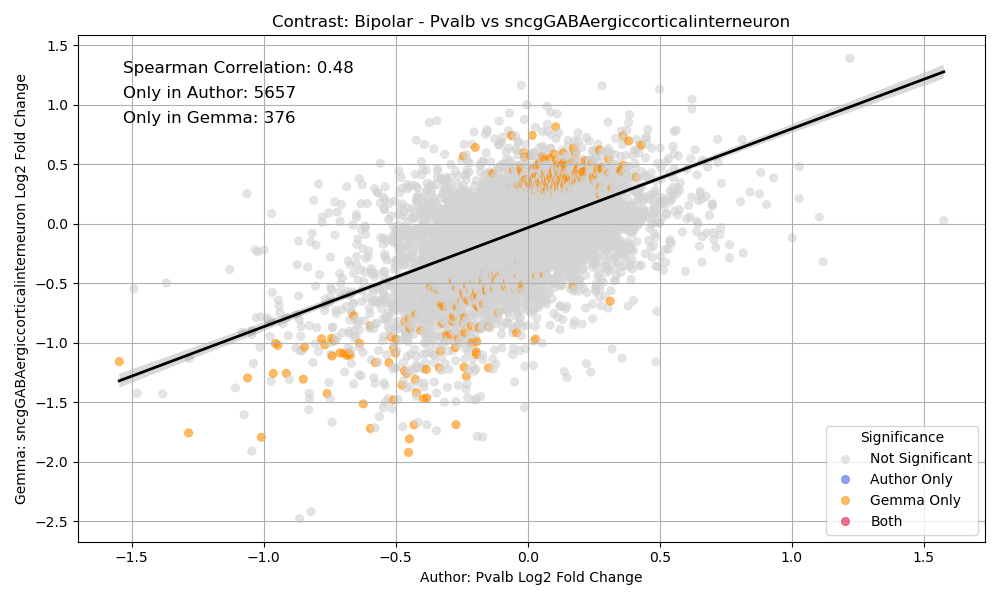 Contrast: Bipolar - Pvalb vs sncgGABAergiccorticalinterneuron
Spearman Correlation: 0.48
Only in Author: 5657
Only in Gemma: 376
Gemma: sncgGABAergiccorticalinterneuron Log2 Fold Change
1.5
1.0
0.5
0.0
−0.5
−1.0
−1.5
−2.0
−2.5
Significance
Not Significant
Author Only
Gemma Only
Both
−1.5 −1.0 −0.5 0.0 0.5 1.0 1.5
Author: Pvalb Log2 Fold Change